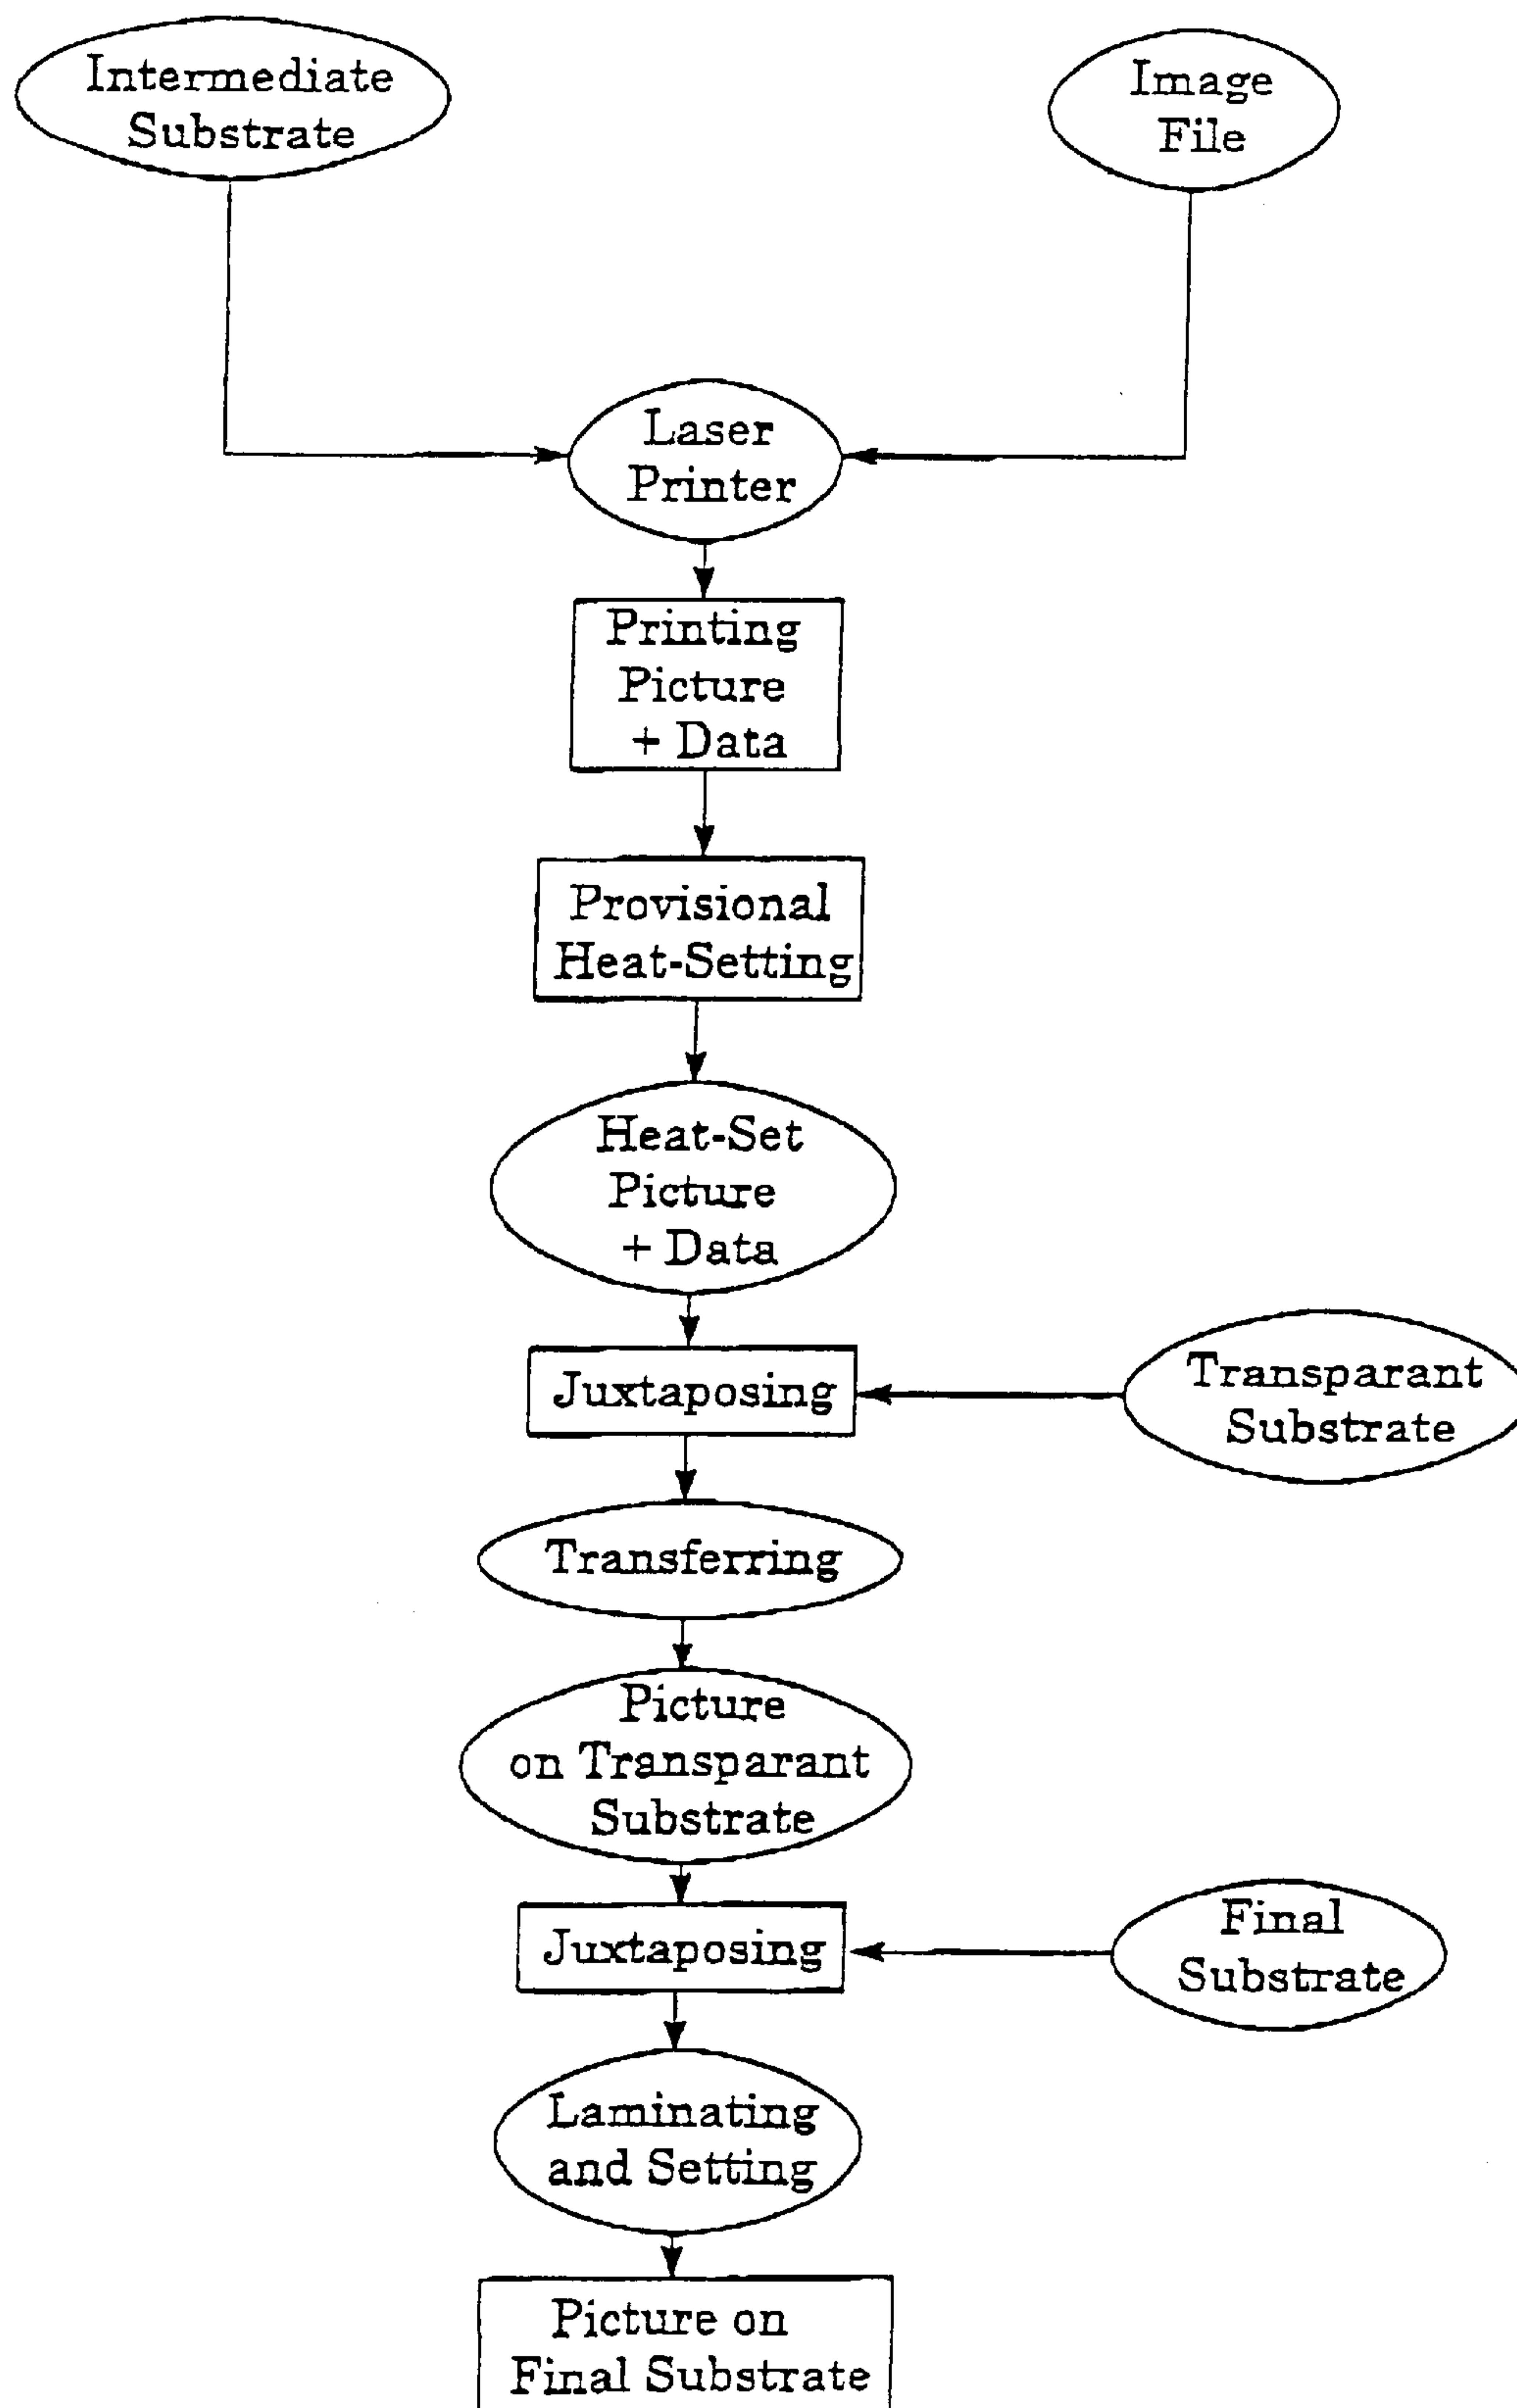 Intermediate
Substrate
Image
File
Laser
Printer
Printing
Picture
+ Data
Provisional
Heat-Setting
Heat-Set
Picture
+ Data
Juxtaposing
Transparant
Substrate
Transferring
Picture
on Transparant
Substrate
Juxtaposing
Final
Substrate
Laminating
and Setting
Picture on
Final Substrate